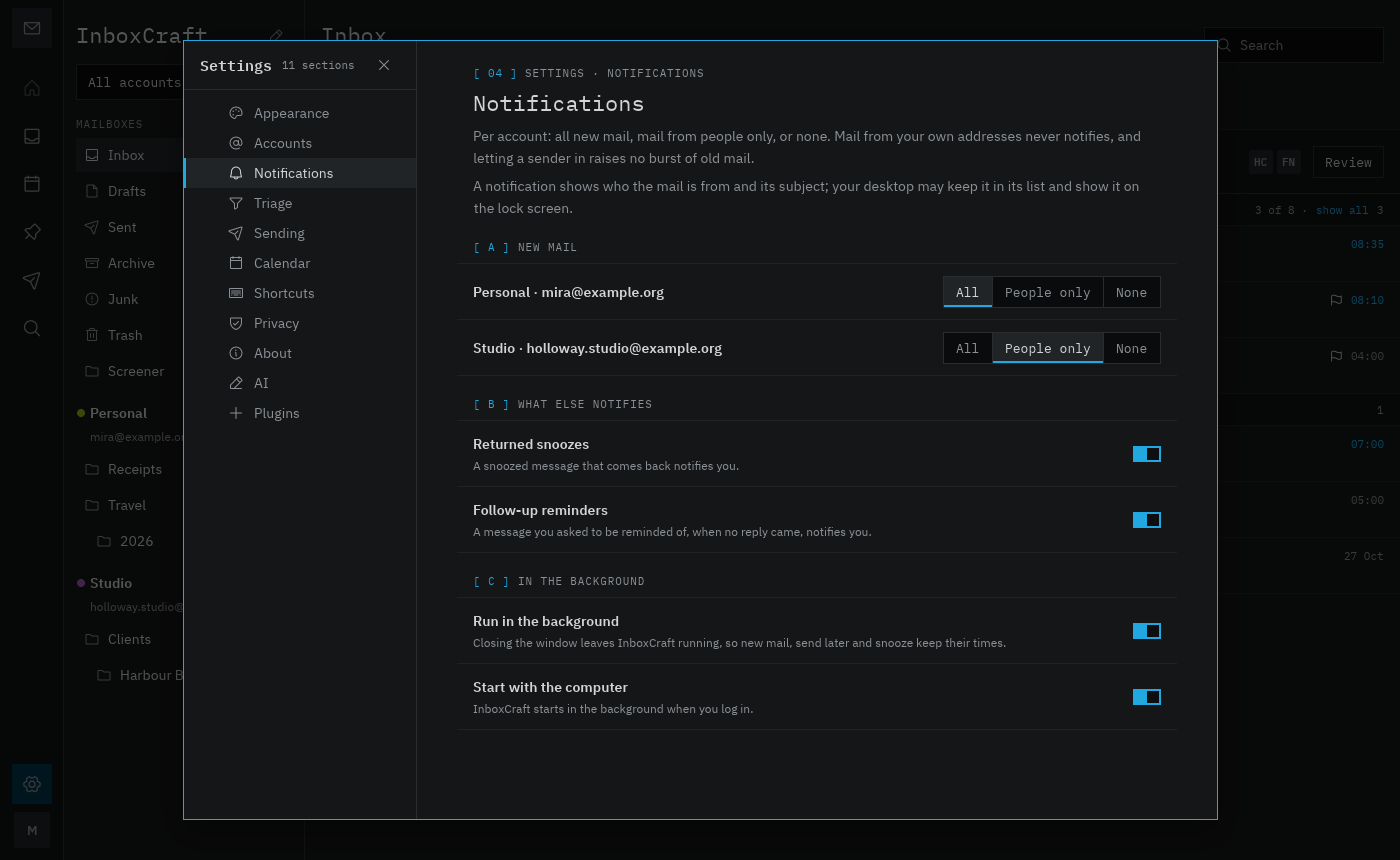 InboxCraft
All accounts
MAILBOXES
Inbox
Drafts
Sent
Archive
Junk
Trash
Screener
Personal
Receipts
Travel
2026
Studio
Clients
Harbour
M
Inbox
Search
HC FN Review
3 of 8 · show all 3
08:35
08:10
04:00
1
07:00
05:00
27 Oct
Settings 11 sections
Appearance
Accounts
Notifications
Triage
Sending
Calendar
Shortcuts
Privacy
About
AI
Plugins
[ 04 ] SETTINGS · NOTIFICATIONS
Notifications
Per account: all new mail, mail from people only, or none. Mail from your own addresses never notifies, and
letting a sender in raises no burst of old mail.
A notification shows who the mail is from and its subject; your desktop may keep it in its list and show it on
the lock screen.
[ A ] NEW MAIL
Personal · mira@example.org All People only None
Studio · holloway.studio@example.org All People only None
[ B ] WHAT ELSE NOTIFIES
Returned snoozes
A snoozed message that comes back notifies you.
Follow-up reminders
A message you asked to be reminded of, when no reply came, notifies you.
[ C ] IN THE BACKGROUND
Run in the background
Closing the window leaves InboxCraft running, so new mail, send later and snooze keep their times.
Start with the computer
InboxCraft starts in the background when you log in.